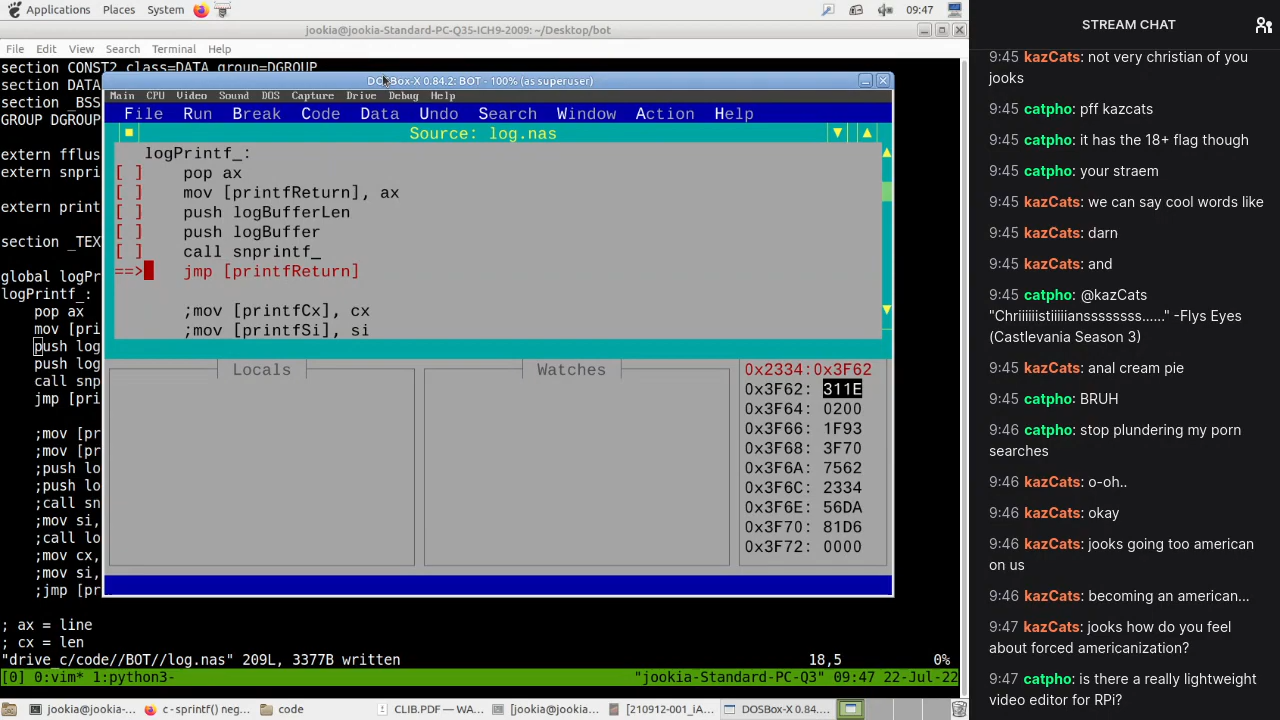 Applications Places System 09:47
jookia@jookia-Standard-PC-Q35-ICH9-2009: ~/Desktop/bot
File Edit View Search Terminal Help
section CONST2 class=DATA group=DGROUP
section DATA
section _BSS
GROUP DGROUP
extern fflus
extern snpri
extern print
section _TEX
global logPr
logPrintf_:
pop ax
mov [pri
push log
push log
call snp
jmp [pri
;mov [pr
;mov [pr
;push lo
;push lo
;call sn
;mov si,
;call lo
;mov cx,
;mov si,
;jmp [pr
; ax = line
; cx = len
"drive_c/code//BOT//log.nas" 209L, 3377B written 18,5 0%
[0] 0:vim* 1:python3- "jookia-Standard-PC-Q3" 09:47 22-Jul-22
DOSBox-X 0.84.2: BOT - 100% (as superuser)
Main CPU Video Sound DOS Capture Drive Debug Help
File Run Break Code Data Undo Search Window Action Help
Source: log.nas
logPrintf_:
[ ] pop ax
[ ] mov [printfReturn], ax
[ ] push logBufferLen
[ ] push logBuffer
[ ] call snprintf_
==> jmp [printfReturn]
;mov [printfCx], cx
;mov [printfSi], si
Locals
Watches
0x2334:0x3F62
0x3F62: 311E
0x3F64: 0200
0x3F66: 1F93
0x3F68: 3F70
0x3F6A: 7562
0x3F6C: 2334
0x3F6E: 56DA
0x3F70: 81D6
0x3F72: 0000
jookia@jookia-...
c - sprintf() neg...
code
CLIB.PDF — WA...
[jookia@jookia...
[210912-001_iA...
DOSBox-X 0.84....
STREAM CHAT
9:45 kazCats: not very christian of you
jooks
9:45 catpho: pff kazcats
9:45 catpho: it has the 18+ flag though
9:45 catpho: your straem
9:45 kazCats: we can say cool words like
9:45 kazCats: darn
9:45 kazCats: and
9:45 catpho: @kazCats
"Chriiiiiistiiiiianssssssss......" -Flys Eyes
(Castlevania Season 3)
9:45 kazCats: anal cream pie
9:45 catpho: BRUH
9:46 catpho: stop plundering my porn
searches
9:46 kazCats: o-oh..
9:46 kazCats: okay
9:46 kazCats: jooks going too american
on us
9:46 kazCats: becoming an american...
9:47 kazCats: jooks how do you feel
about forced americanization?
9:47 catpho: is there a really lightweight
video editor for RPi?